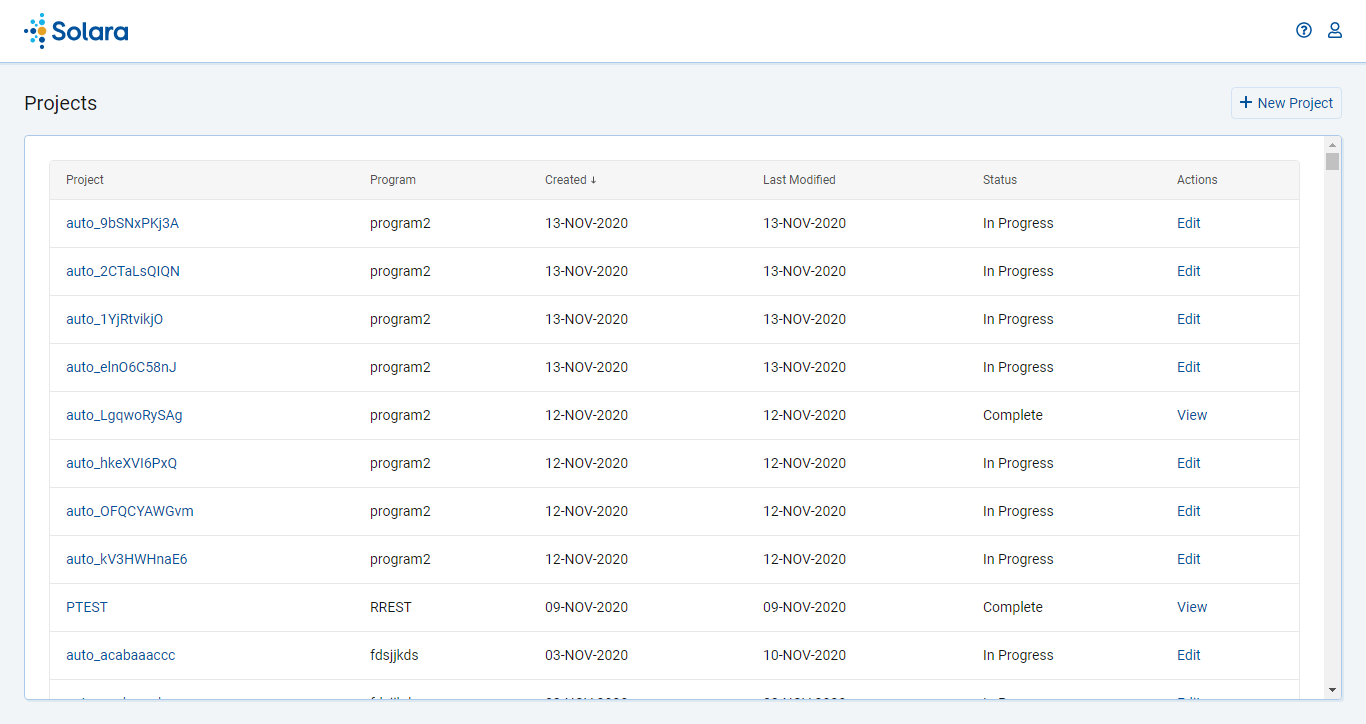 Solara
Projects
New Project
Project Program Created ↓ Last Modified Status Actions
auto_9bSNxPKj3A program2 13-NOV-2020 13-NOV-2020 In Progress Edit
auto_2CTaLsQIQN program2 13-NOV-2020 13-NOV-2020 In Progress Edit
auto_1YjRtvikjO program2 13-NOV-2020 13-NOV-2020 In Progress Edit
auto_elnO6C58nJ program2 13-NOV-2020 13-NOV-2020 In Progress Edit
auto_LgqwoRySAg program2 12-NOV-2020 12-NOV-2020 Complete View
auto_hkeXVI6PxQ program2 12-NOV-2020 12-NOV-2020 In Progress Edit
auto_OFQCYAWGvm program2 12-NOV-2020 12-NOV-2020 In Progress Edit
auto_kV3HWHnaE6 program2 12-NOV-2020 12-NOV-2020 In Progress Edit
PTEST RREST 09-NOV-2020 09-NOV-2020 Complete View
auto_acabaaaccc fdsjjkds 03-NOV-2020 10-NOV-2020 In Progress Edit